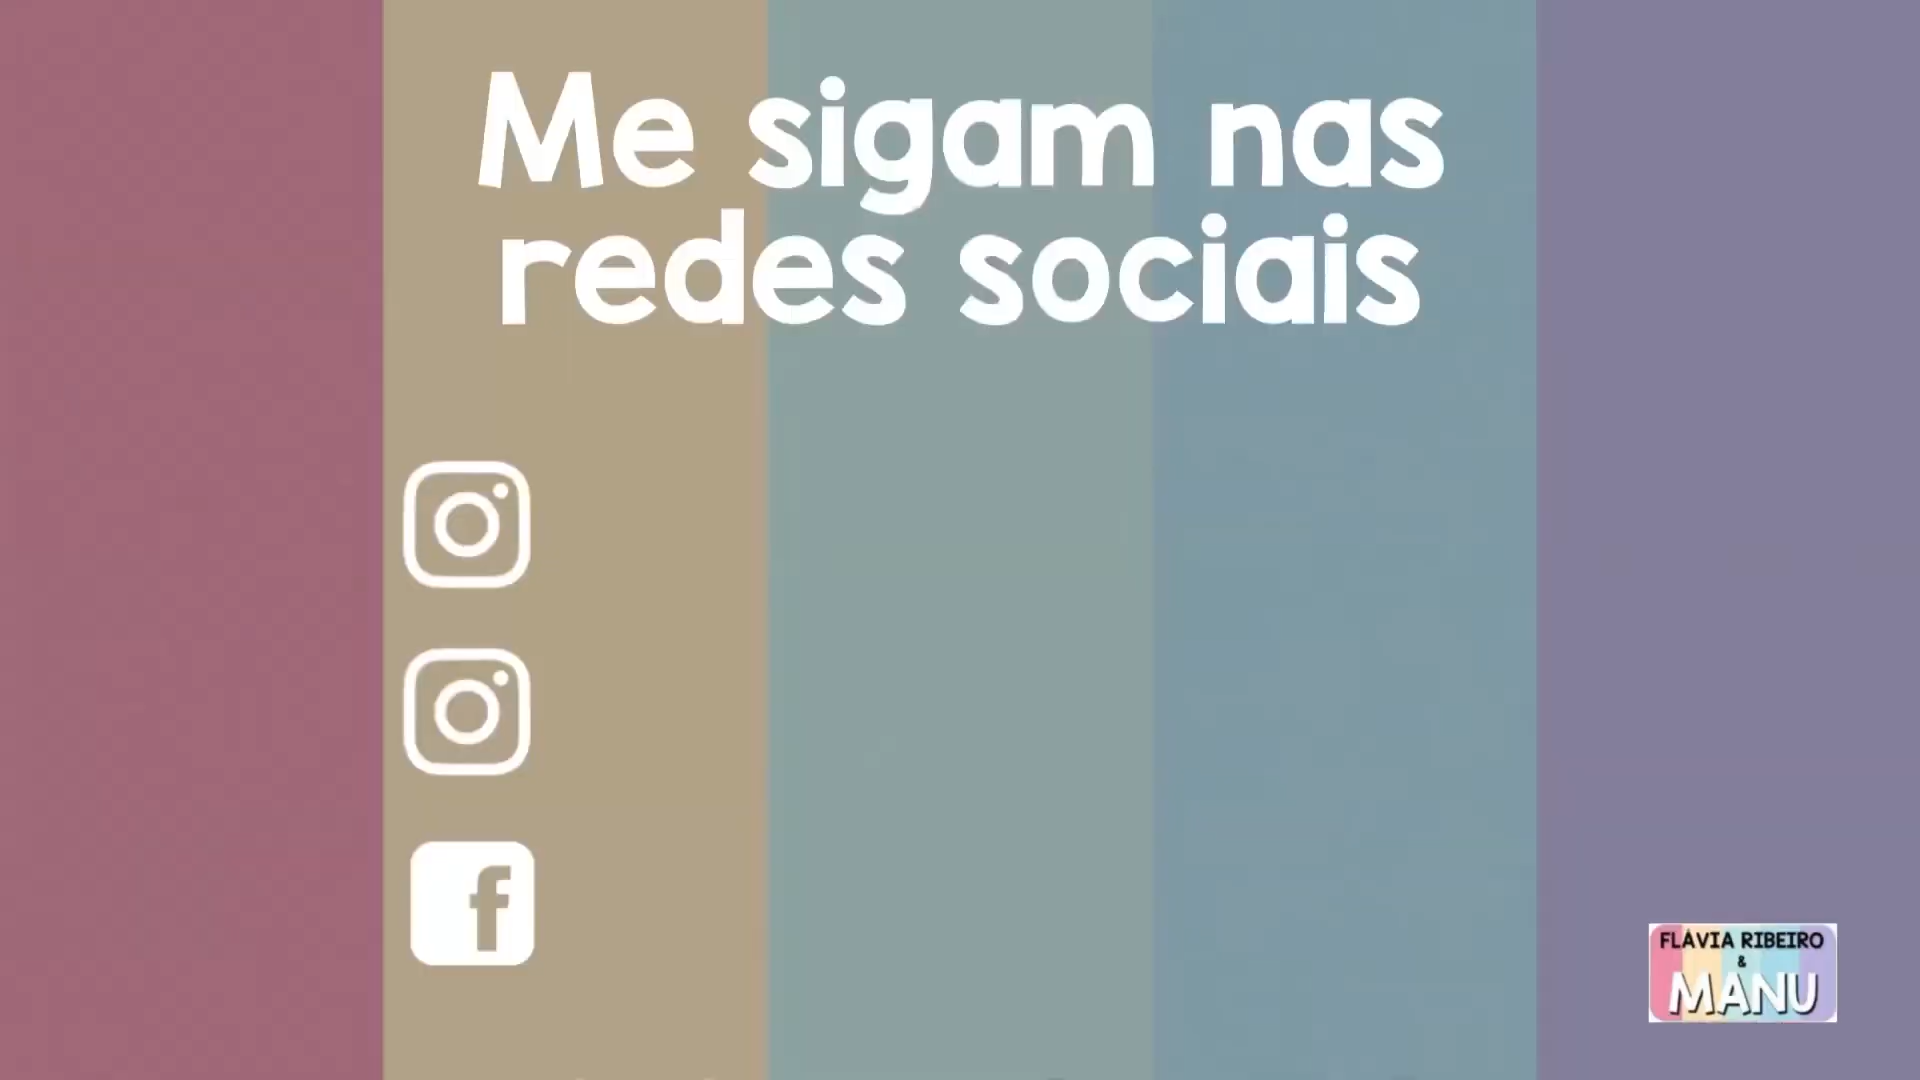 Me sigam nas
redes sociais
f
FLAVIA RIBEIRO
&
MANU